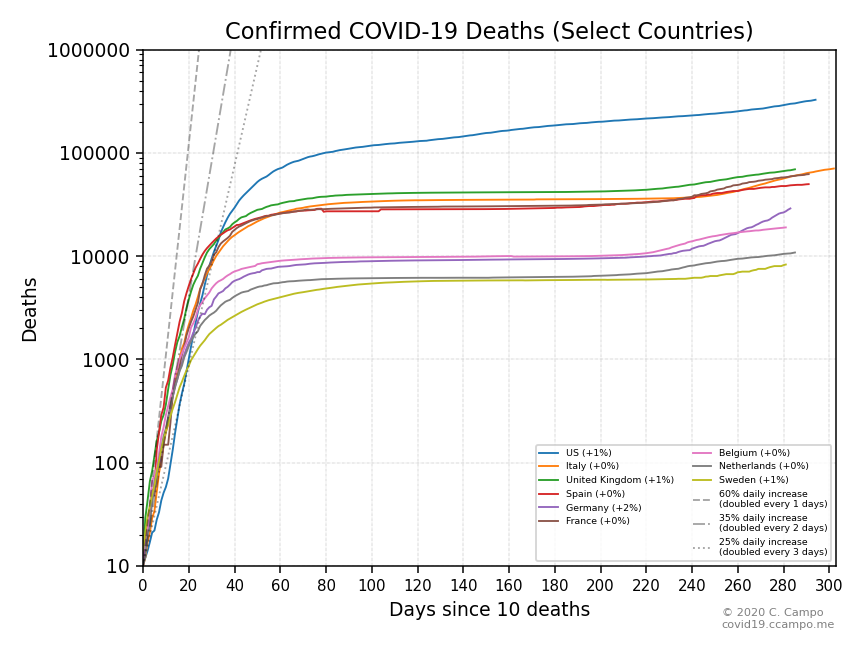 Confirmed COVID-19 Deaths (Select Countries)
1000000
100000
10000
1000
100
10
Deaths
0 20 40 60 80 100 120 140 160 180 200 220 240 260 280 300
Days since 10 deaths
US (+1%)
Italy (+0%)
United Kingdom (+1%)
Spain (+0%)
Germany (+2%)
France (+0%)
Belgium (+0%)
Netherlands (+0%)
Sweden (+1%)
60% daily increase
(doubled every 1 days)
35% daily increase
(doubled every 2 days)
25% daily increase
(doubled every 3 days)
© 2020 C. Campo
covid19.ccampo.me